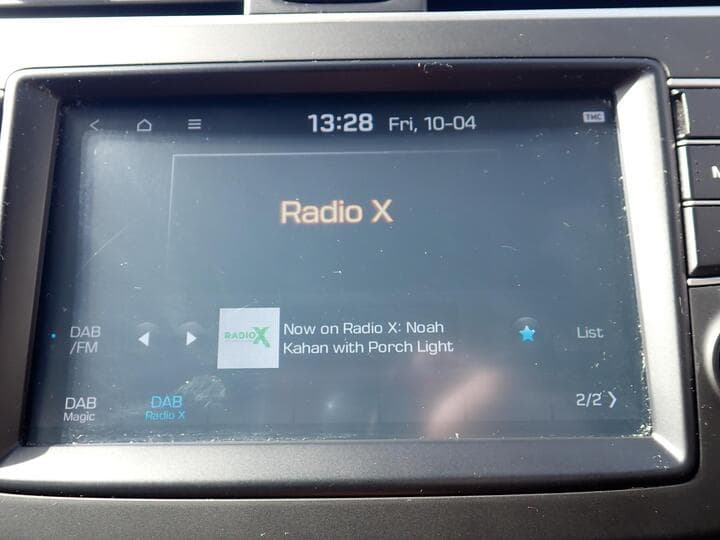 13:28 Fri, 10-04
TMC
Radio X
DAB
/FM
RADIO X
Now on Radio X: Noah
Kahan with Porch Light
List
DAB
Magic
DAB
Radio X
2/2
M